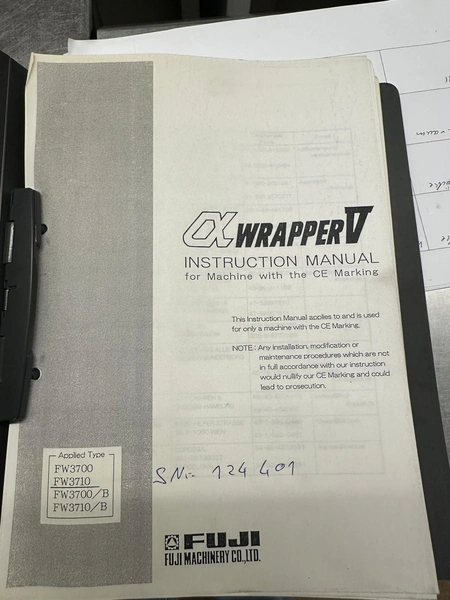 α WRAPPER V
INSTRUCTION MANUAL
for Machine with the CE Marking
This Instruction Manual applies to and is used
for only a machine with the CE Marking.
NOTE: Any installation, modification or
maintenance procedures which are not
in full accordance with our instruction
would nullify our CE Marking and could
lead to prosecution.
Applied Type
FW3700
FW3710
FW3700/B
FW3710/B
SNr. 124 401
FUJI
FUJI MACHINERY CO., LTD.